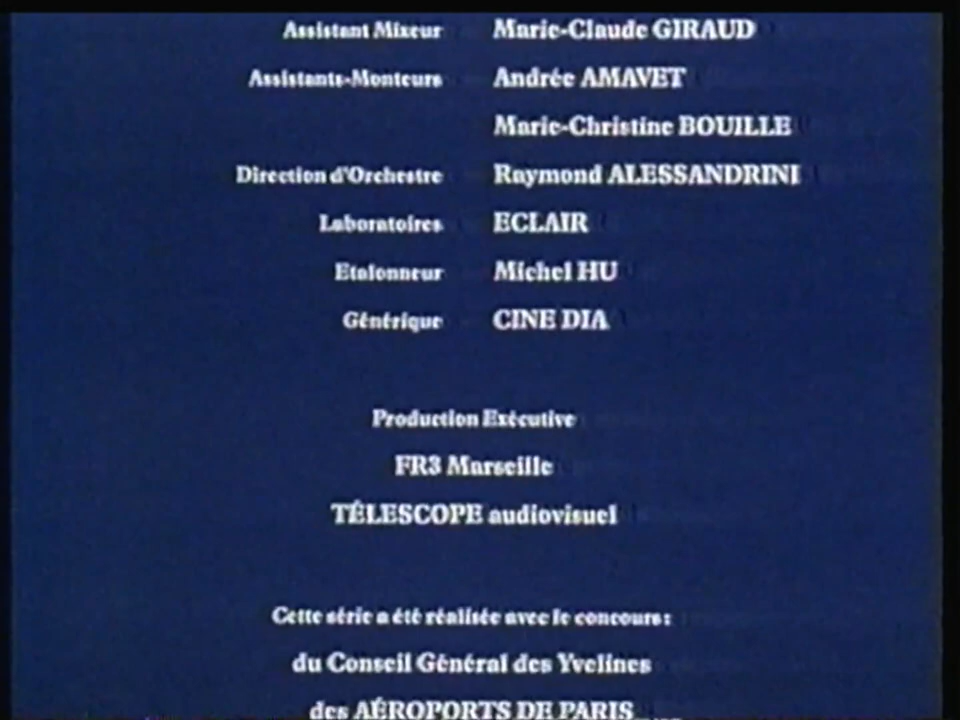 Assistant Mixeur Marie-Claude GIRAUD
Assistants-Monteurs Andrée AMAVET
Marie-Christine BOUILLE
Direction d'Orchestre Raymond ALESSANDRINI
Laboratoires ECLAIR
Etalonneur Michel HU
Générique CINE DIA
Production Exécutive
FR3 Marseille
TÉLESCOPE audiovisuel
Cette série a été réalisée avec le concours :
du Conseil Général des Yvelines
des AÉROPORTS DE PARIS